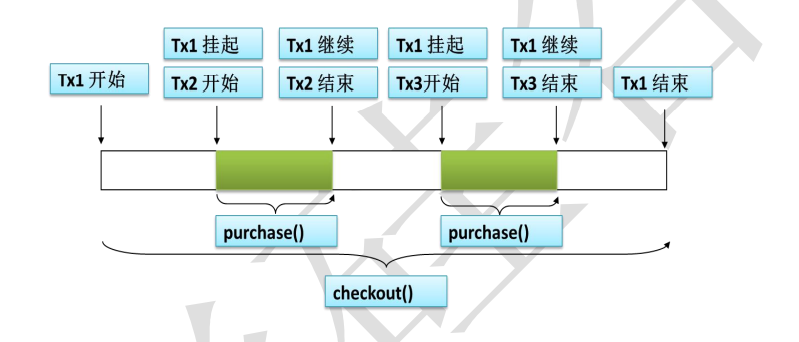 Tx1 挂起
Tx1 继续
Tx1 挂起
Tx1 继续
Tx1 开始
Tx2 开始
Tx2 结束
Tx3开始
Tx3 结束
Tx1 结束
purchase()
purchase()
checkout()